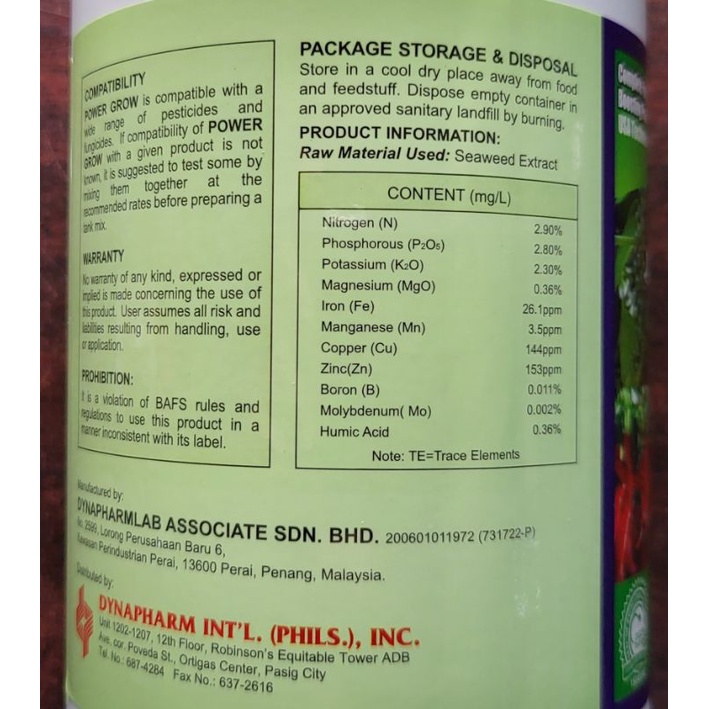 COMPATIBILITY
POWER GROW is compatible with a
wide range of pesticides and
fungicides. If compatibility of POWER
GROW with a given product is not
known, it is suggested to test some by
mixing them together at the
recommended rates before preparing a
tank mix.
WARRANTY
No warranty of any kind, expressed or
implied is made concerning the use of
this product. User assumes all risk and
liabilities resulting from handling, use
or application.
PROHIBITION:
It is a violation of BAFS rules and
regulations to use this product in a
manner inconsistent with its label.
PACKAGE STORAGE & DISPOSAL
Store in a cool dry place away from food
and feedstuff. Dispose empty container in
an approved sanitary landfill by burning.
PRODUCT INFORMATION:
Raw Material Used: Seaweed Extract
CONTENT (mg/L)
Nitrogen (N) 2.90%
Phosphorous (P₂O₅) 2.80%
Potassium (K₂O) 2.30%
Magnesium (MgO) 0.36%
Iron (Fe) 26.1ppm
Manganese (Mn) 3.5ppm
Copper (Cu) 144ppm
Zinc(Zn) 153ppm
Boron (B) 0.011%
Molybdenum( Mo) 0.002%
Humic Acid 0.36%
Note: TE=Trace Elements
Manufactured by:
DYNAPHARMLAB ASSOCIATE SDN. BHD. 200601011972 (731722-P)
No. 2599, Lorong Perusahaan Baru 6,
Kawasan Perindustrian Perai, 13600 Perai, Penang, Malaysia.
Distributed by:
DYNAPHARM INT'L. (PHILS.), INC.
Unit 1202-1207, 12th Floor, Robinson's Equitable Tower ADB
Ave. cor. Poveda St., Ortigas Center, Pasig City
Tel. No.: 687-4284 Fax No.: 637-2616